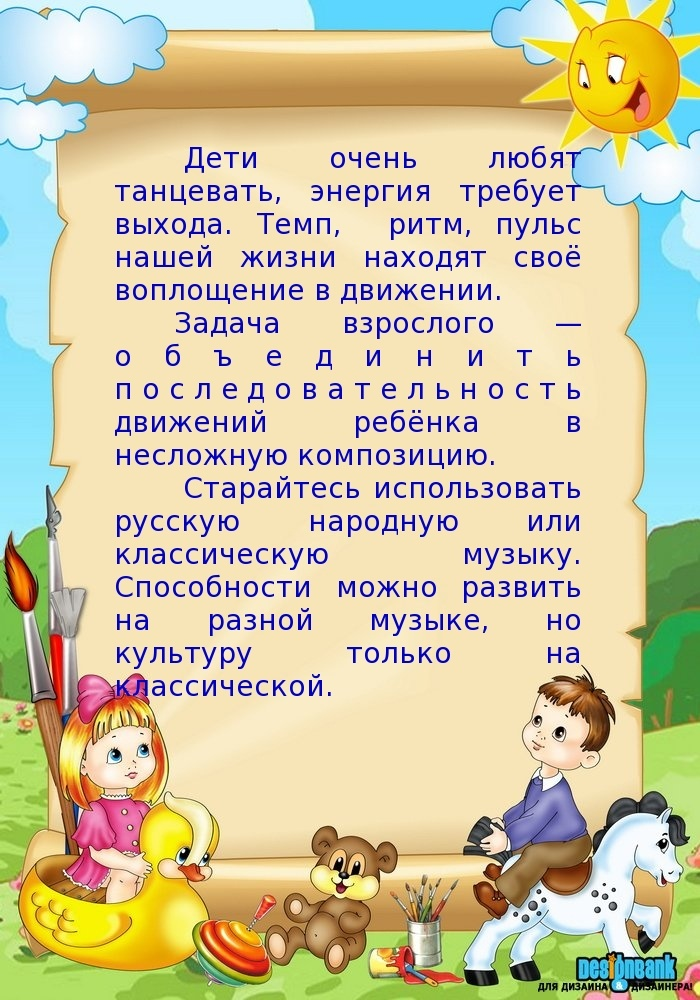 Дети очень любят
танцевать, энергия требует
выхода. Темп, ритм, пульс
нашей жизни находят своё
воплощение в движении.
Задача взрослого —
объединить
последовательность
движений ребёнка в
несложную композицию.
Старайтесь использовать
русскую народную или
классическую музыку.
Способности можно развить
на разной музыке, но
культуру только на
классической.
DesignBank
ДЛЯ ДИЗАЙНА & ДИЗАЙНЕРА!